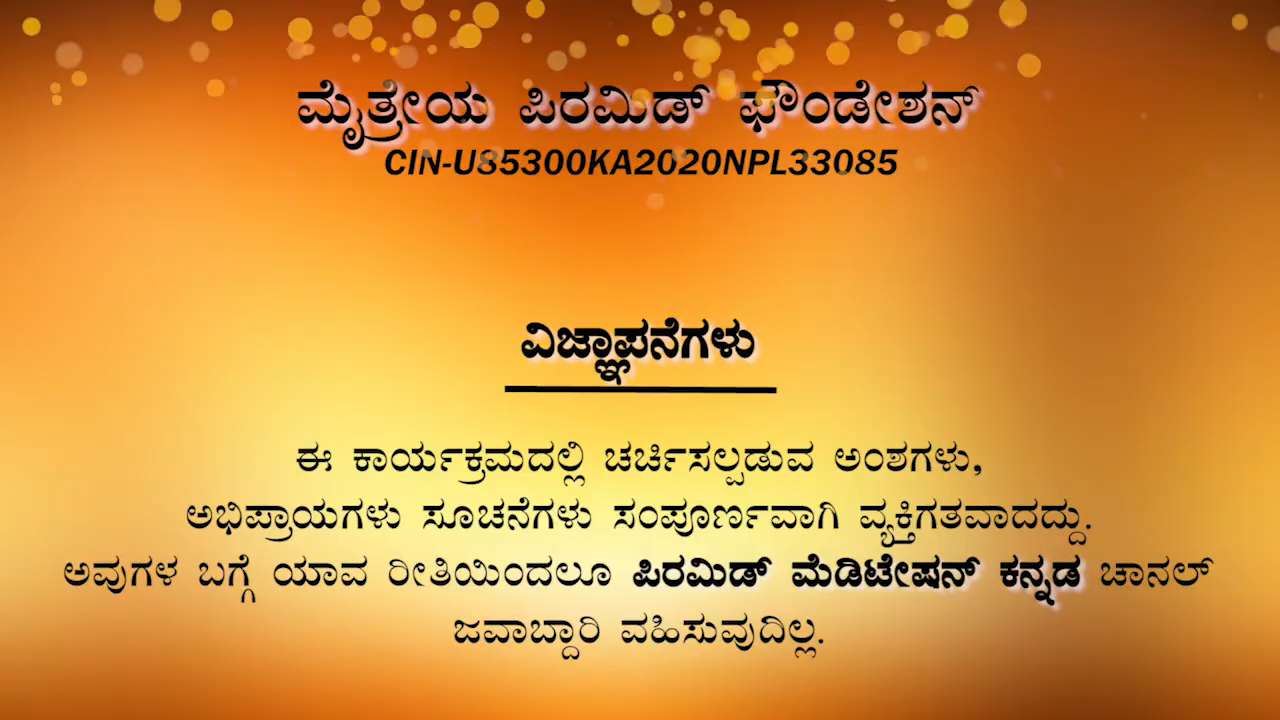 ಮೈತ್ರೇಯ ಪಿರಮಿಡ್ ಫೌಂಡೇಶನ್
CIN-U85300KA2020NPL33085
ವಿಜ್ಞಾಪನೆಗಳು
ಈ ಕಾರ್ಯಕ್ರಮದಲ್ಲಿ ಚರ್ಚಿಸಲ್ಪಡುವ ಅಂಶಗಳು,
ಅಭಿಪ್ರಾಯಗಳು ಸೂಚನೆಗಳು ಸಂಪೂರ್ಣವಾಗಿ ವ್ಯಕ್ತಿಗತವಾದದ್ದು.
ಅವುಗಳ ಬಗ್ಗೆ ಯಾವ ರೀತಿಯಿಂದಲೂ ಪಿರಮಿಡ್ ಮೆಡಿಟೇಷನ್ ಕನ್ನಡ ಚಾನಲ್
ಜವಾಬ್ದಾರಿ ವಹಿಸುವುದಿಲ್ಲ.